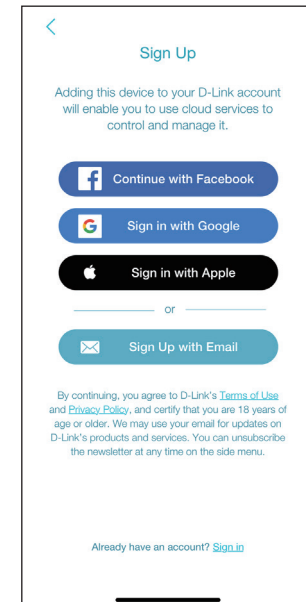 Sign Up
Adding this device to your D-Link account
will enable you to use cloud services to
control and manage it.
Continue with Facebook
Sign in with Google
Sign in with Apple
or
Sign Up with Email
By continuing, you agree to D-Link's Terms of Use
and Privacy Policy, and certify that you are 18 years of
age or older. We may use your email for updates on
D-Link's products and services. You can unsubscribe
the newsletter at any time on the side menu.
Already have an account? Sign in